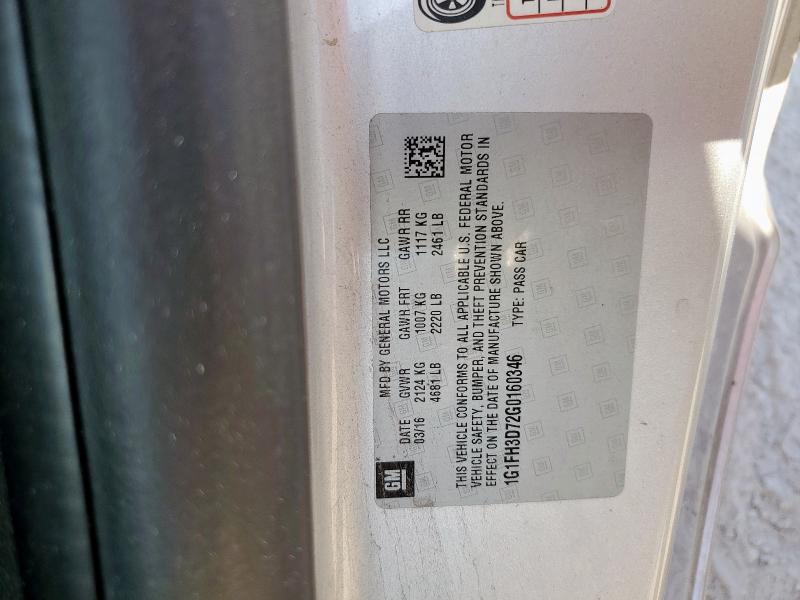 GM
MFD BY GENERAL MOTORS LLC
DATE GVWR GAWR FRT GAWR RR
03/16 2124 KG 1007 KG 1117 KG
4681 LB 2220 LB 2461 LB
THIS VEHICLE CONFORMS TO ALL APPLICABLE U.S. FEDERAL MOTOR
VEHICLE SAFETY, BUMPER, AND THEFT PREVENTION STANDARDS IN
EFFECT ON THE DATE OF MANUFACTURE SHOWN ABOVE.
1G1FH3D72G0160346 TYPE: PASS CAR